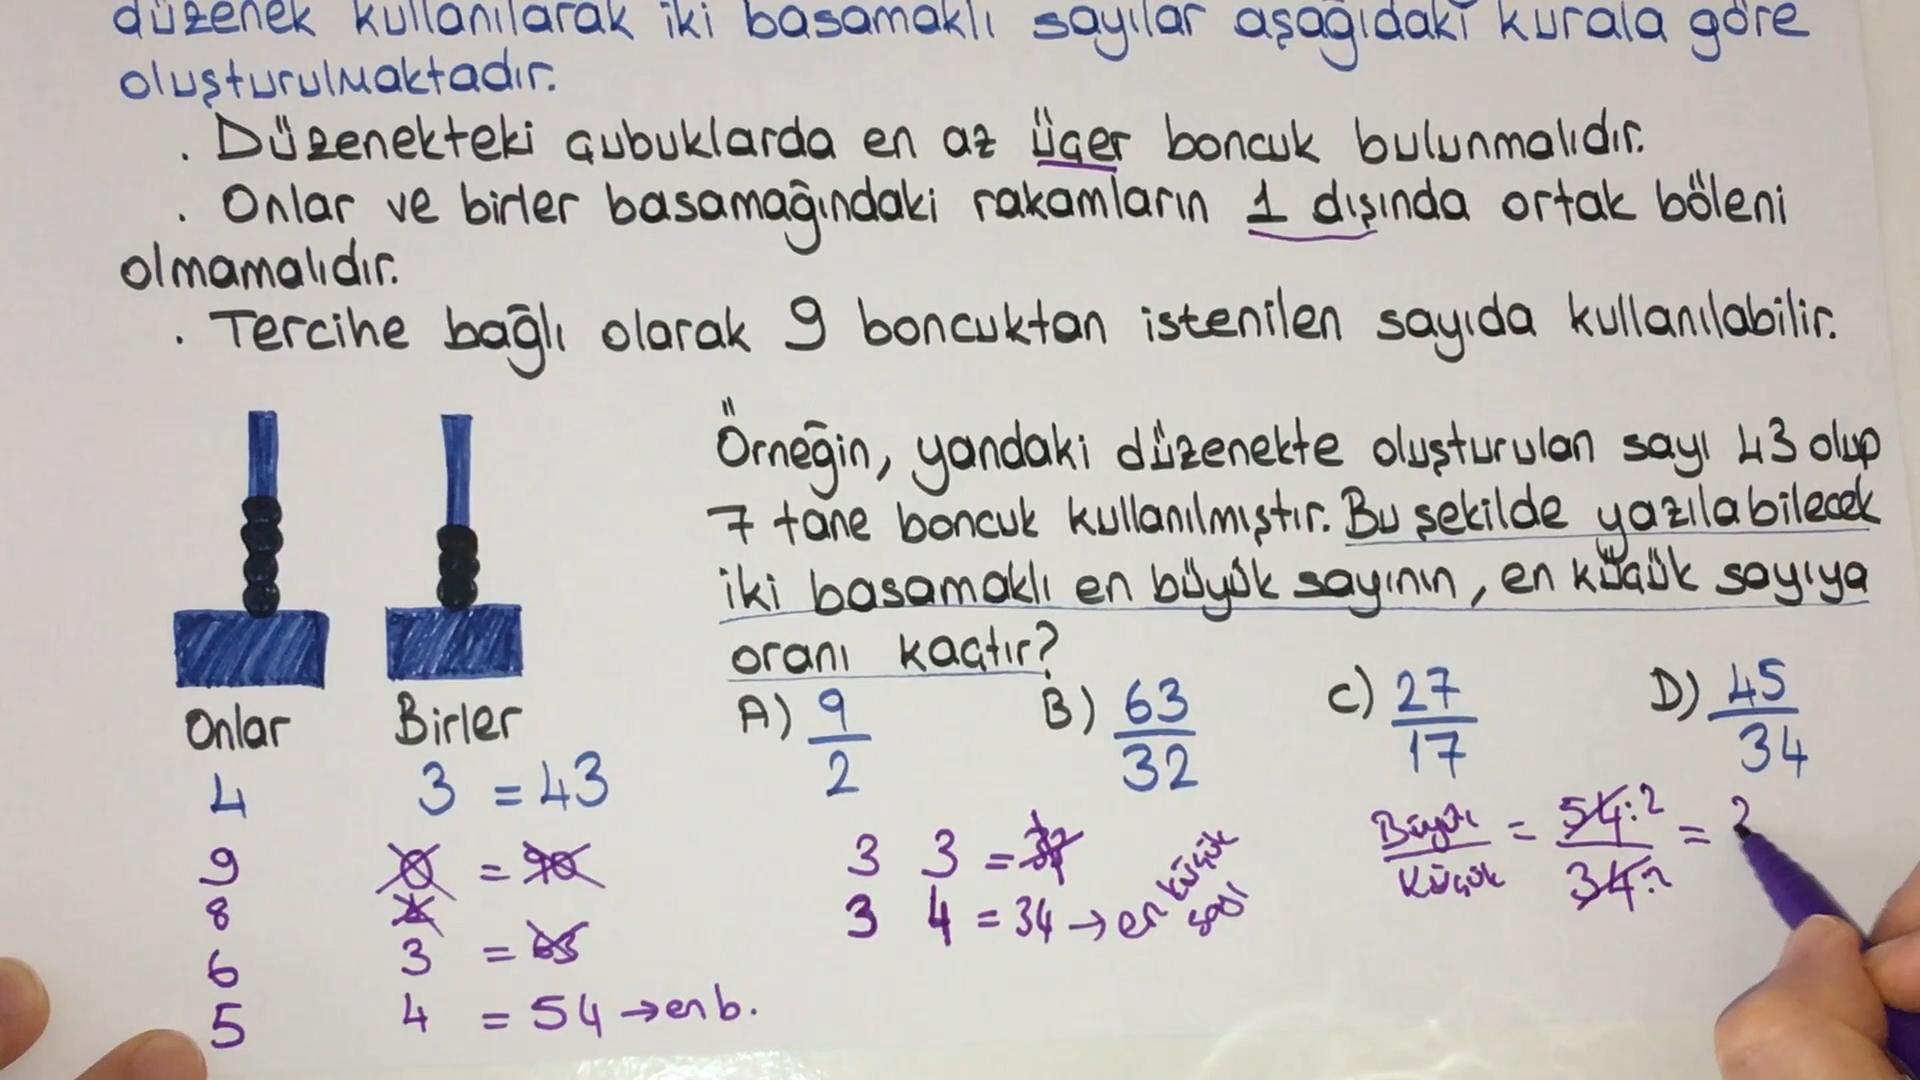 düzenek kullanılarak iki basamaklı sayılar aşağıdaki kurala göre
oluşturulmaktadır.
. Düzenekteki çubuklarda en az üçer boncuk bulunmalıdır.
. Onlar ve birler basamağındaki rakamların 1 dışında ortak böleni
olmamalıdır.
. Tercihe bağlı olarak 9 boncuktan istenilen sayıda kullanılabilir.
Örneğin, yandaki düzenekte oluşturulan sayı 43 olup
7 tane boncuk kullanılmıştır. Bu şekilde yazılabilecek
iki basamaklı en büyük sayının, en küçük sayıya
oranı kaçtır?
A) 9/2 B) 63/32 C) 27/17 D) 45/34
Onlar Birler
4 3 = 43
9 0 = 90
8
6 3 = 63
5 4 = 54 → en b.
3 3 =
3 4 = 34 → en küçük
sayı
Büyük/Küçük = 54:2/34:2 = 2